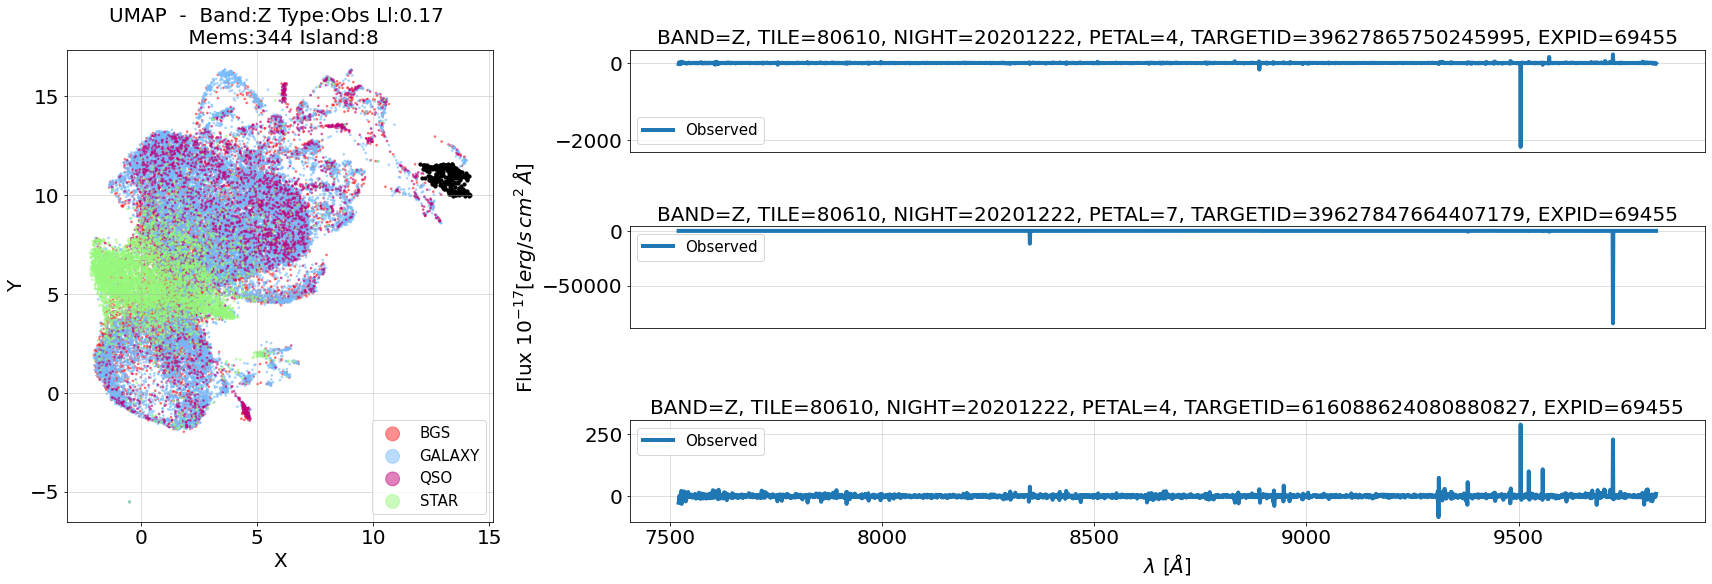 UMAP - Band:Z Type:Obs Ll:0.17
Mems:344 Island:8
Y
15
10
5
0
−5
0
5
10
15
X
BGS
GALAXY
QSO
STAR
Flux 10⁻¹⁷[erg/s cm² Å]
BAND=Z, TILE=80610, NIGHT=20201222, PETAL=4, TARGETID=39627865750245995, EXPID=69455
0
−2000
Observed
BAND=Z, TILE=80610, NIGHT=20201222, PETAL=7, TARGETID=39627847664407179, EXPID=69455
0
−50000
Observed
BAND=Z, TILE=80610, NIGHT=20201222, PETAL=4, TARGETID=616088624080880827, EXPID=69455
250
0
Observed
7500
8000
8500
9000
9500
λ [Å]